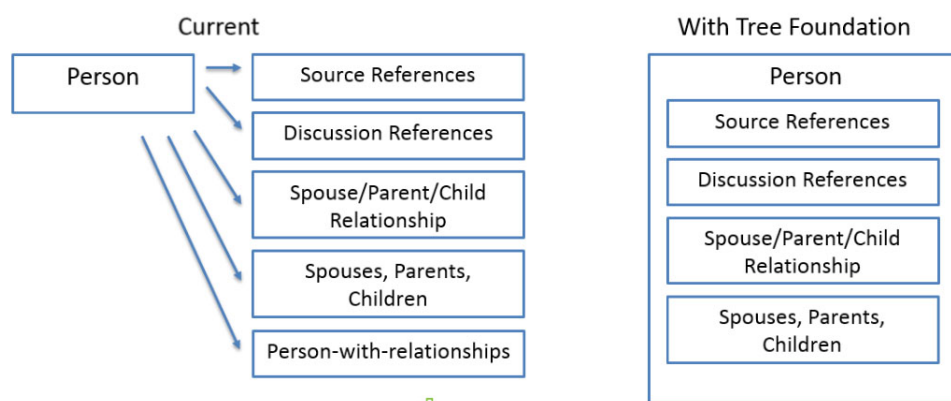 Current
Person
Source References
Discussion References
Spouse/Parent/Child
Relationship
Spouses, Parents,
Children
Person-with-relationships
With Tree Foundation
Person
Source References
Discussion References
Spouse/Parent/Child
Relationship
Spouses, Parents,
Children